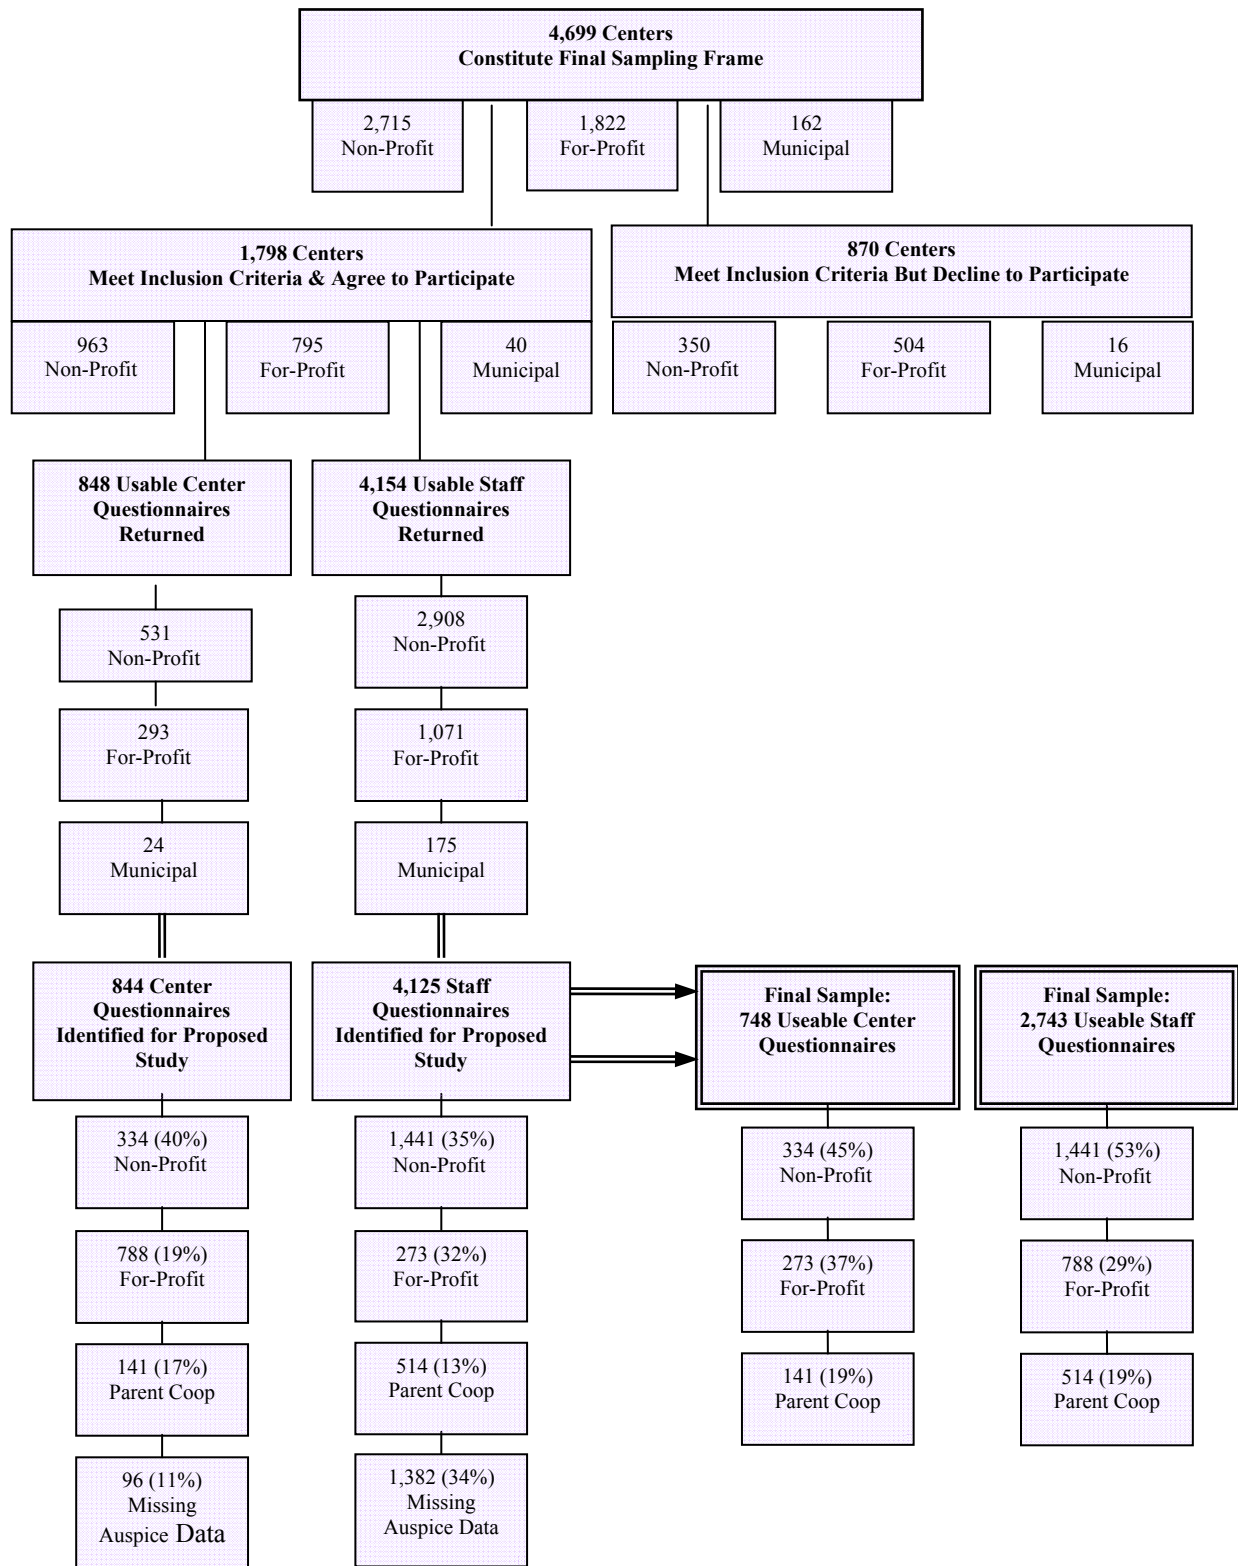 4,699 Centers
Constitute Final Sampling Frame
2,715
Non-Profit
1,822
For-Profit
162
Municipal
1,798 Centers
Meet Inclusion Criteria & Agree to Participate
870 Centers
Meet Inclusion Criteria But Decline to Participate
963
Non-Profit
795
For-Profit
40
Municipal
350
Non-Profit
504
For-Profit
16
Municipal
848 Usable Center
Questionnaires
Returned
4,154 Usable Staff
Questionnaires
Returned
531
Non-Profit
2,908
Non-Profit
293
For-Profit
1,071
For-Profit
24
Municipal
175
Municipal
844 Center
Questionnaires
Identified for Proposed
Study
4,125 Staff
Questionnaires
Identified for Proposed
Study
Final Sample:
748 Useable Center
Questionnaires
Final Sample:
2,743 Useable Staff
Questionnaires
334 (40%)
Non-Profit
1,441 (35%)
Non-Profit
334 (45%)
Non-Profit
1,441 (53%)
Non-Profit
788 (19%)
For-Profit
273 (32%)
For-Profit
273 (37%)
For-Profit
788 (29%)
For-Profit
141 (17%)
Parent Coop
514 (13%)
Parent Coop
141 (19%)
Parent Coop
514 (19%)
Parent Coop
96 (11%)
Missing
Auspice Data
1,382 (34%)
Missing
Auspice Data